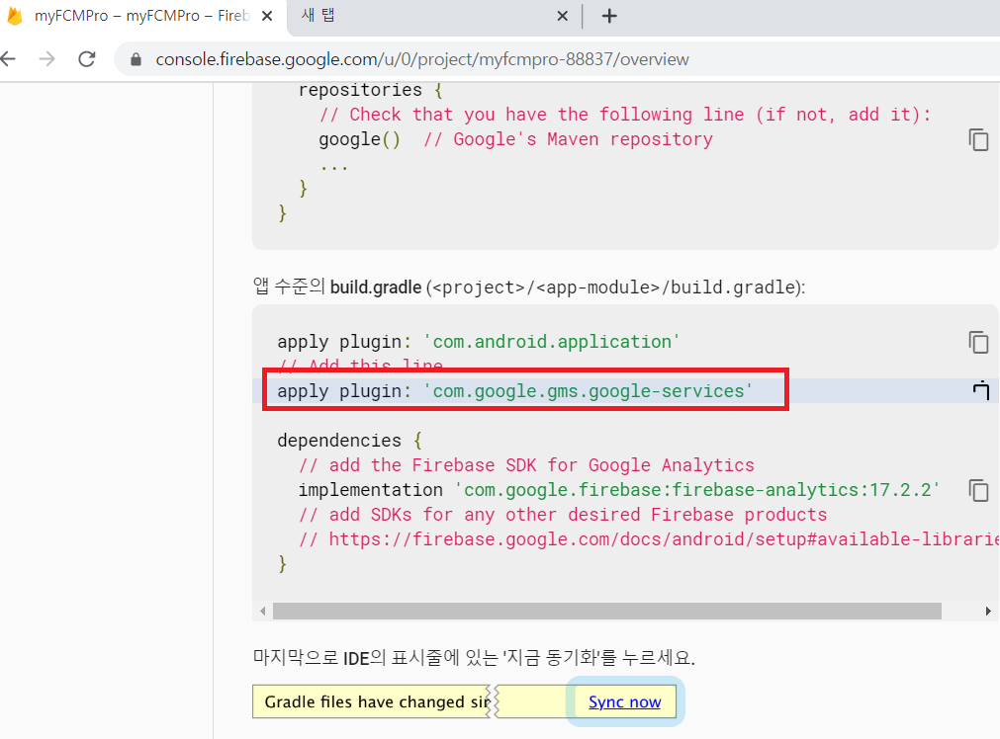 myFCMPro – myFCMPro – Fireb
새 탭
console.firebase.google.com/u/0/project/myfcmpro-88837/overview
repositories {
// Check that you have the following line (if not, add it):
google() // Google's Maven repository
...
}
}
앱 수준의 build.gradle (<project>/<app-module>/build.gradle):
apply plugin: 'com.android.application'
// Add this line
apply plugin: 'com.google.gms.google-services'
dependencies {
// add the Firebase SDK for Google Analytics
implementation 'com.google.firebase:firebase-analytics:17.2.2'
// add SDKs for any other desired Firebase products
// https://firebase.google.com/docs/android/setup#available-librarie
}
마지막으로 IDE의 표시줄에 있는 '지금 동기화'를 누르세요.
Gradle files have changed sin Sync now